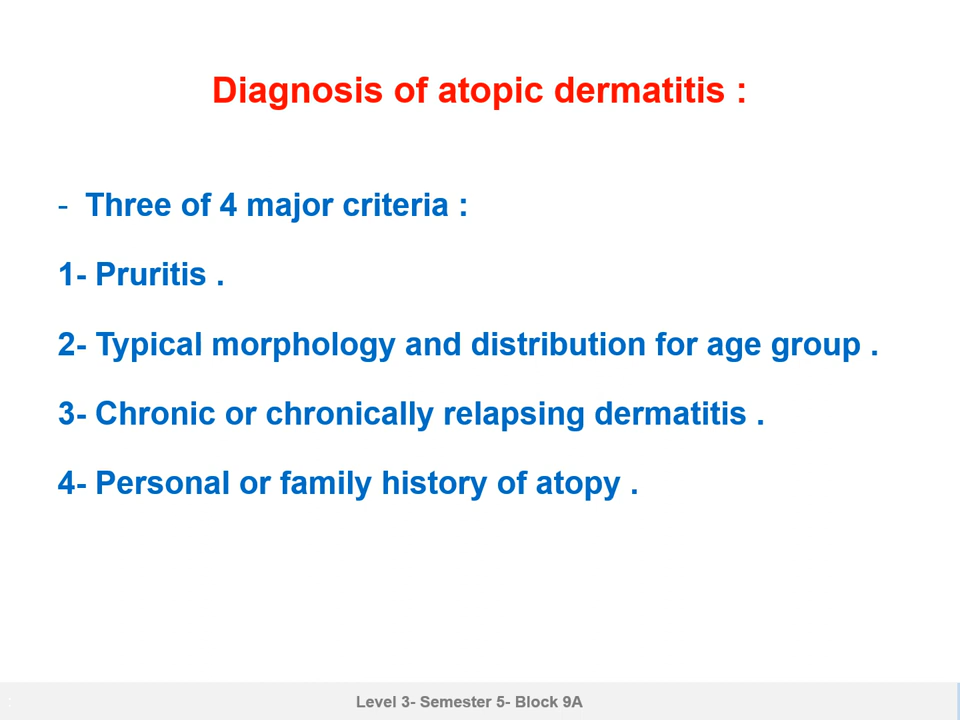 Diagnosis of atopic dermatitis :
- Three of 4 major criteria :
1- Pruritis .
2- Typical morphology and distribution for age group .
3- Chronic or chronically relapsing dermatitis .
4- Personal or family history of atopy .
Level 3- Semester 5- Block 9A